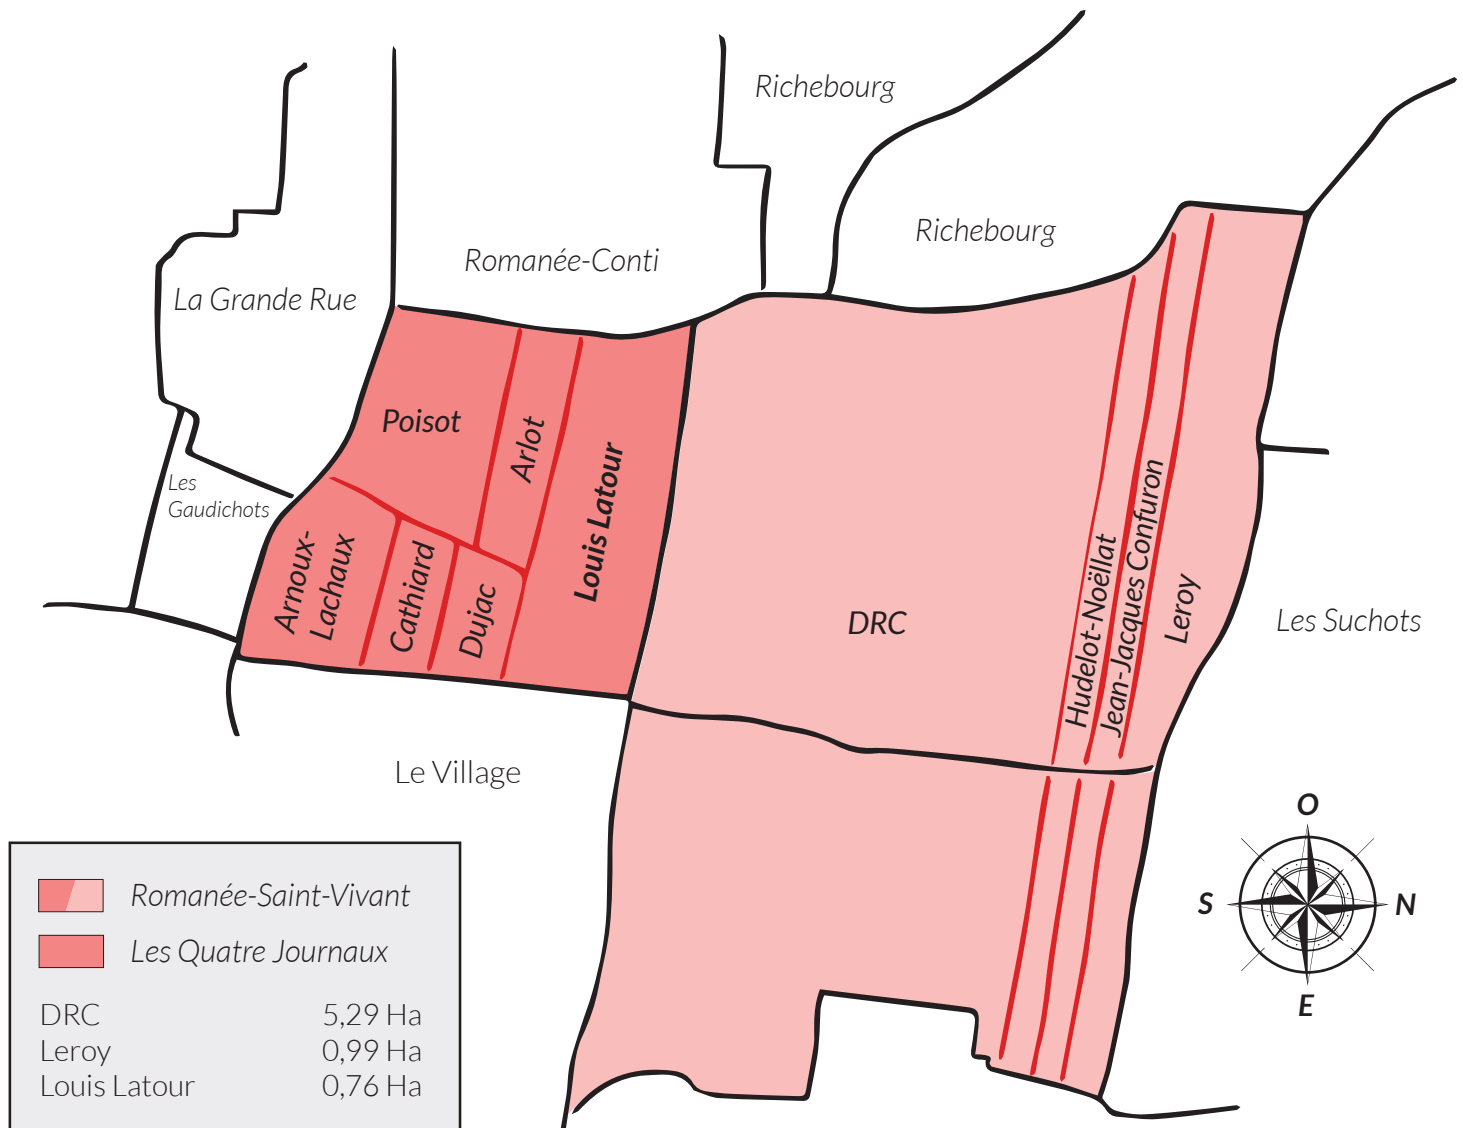 Richebourg
Richebourg
Romanée-Conti
La Grande Rue
Poisot
Arlot
Louis Latour
Les
Gaudichots
Arnoux-
Lachaux
Cathiard
Dujac
DRC
Hudelot-Noëllat
Jean-Jacques Confuron
Leroy
Les Suchots
Le Village
O
S
N
E
Romanée-Saint-Vivant
Les Quatre Journaux
DRC 5,29 Ha
Leroy 0,99 Ha
Louis Latour 0,76 Ha